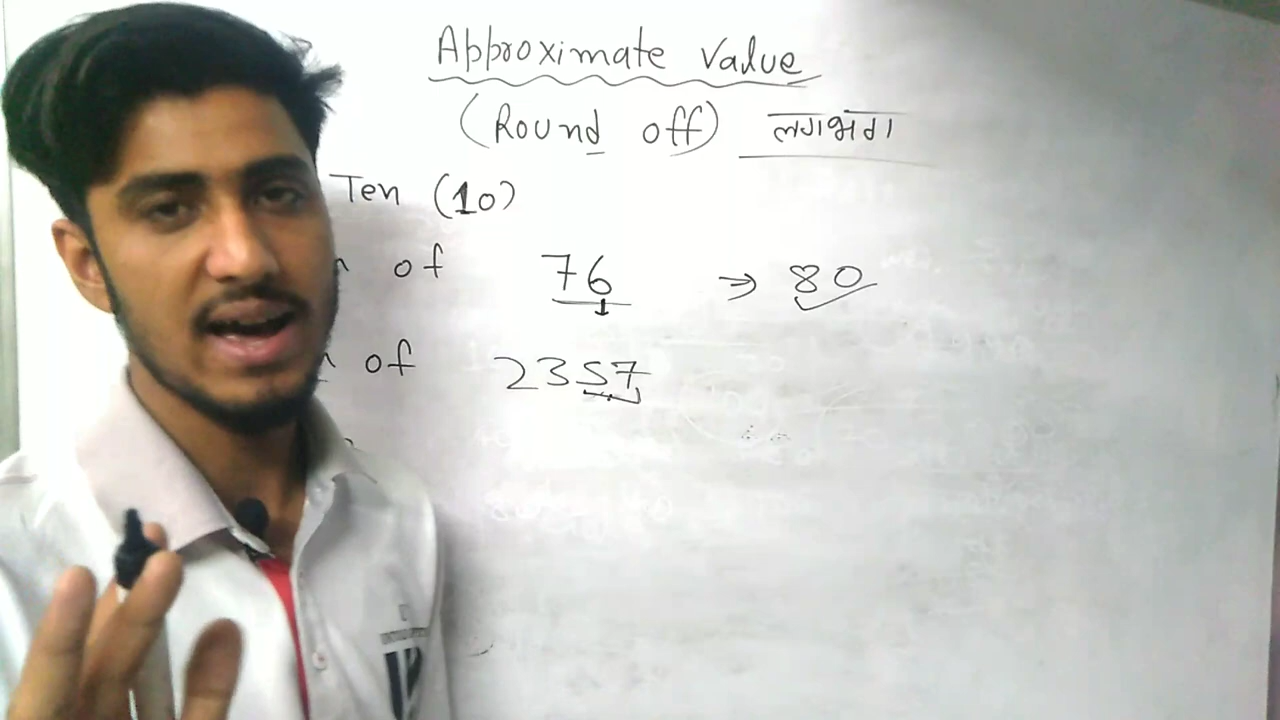 Approximate Value
(Round off) लगभग
Ten (10)
of 76 ⇒ 80
of 2357